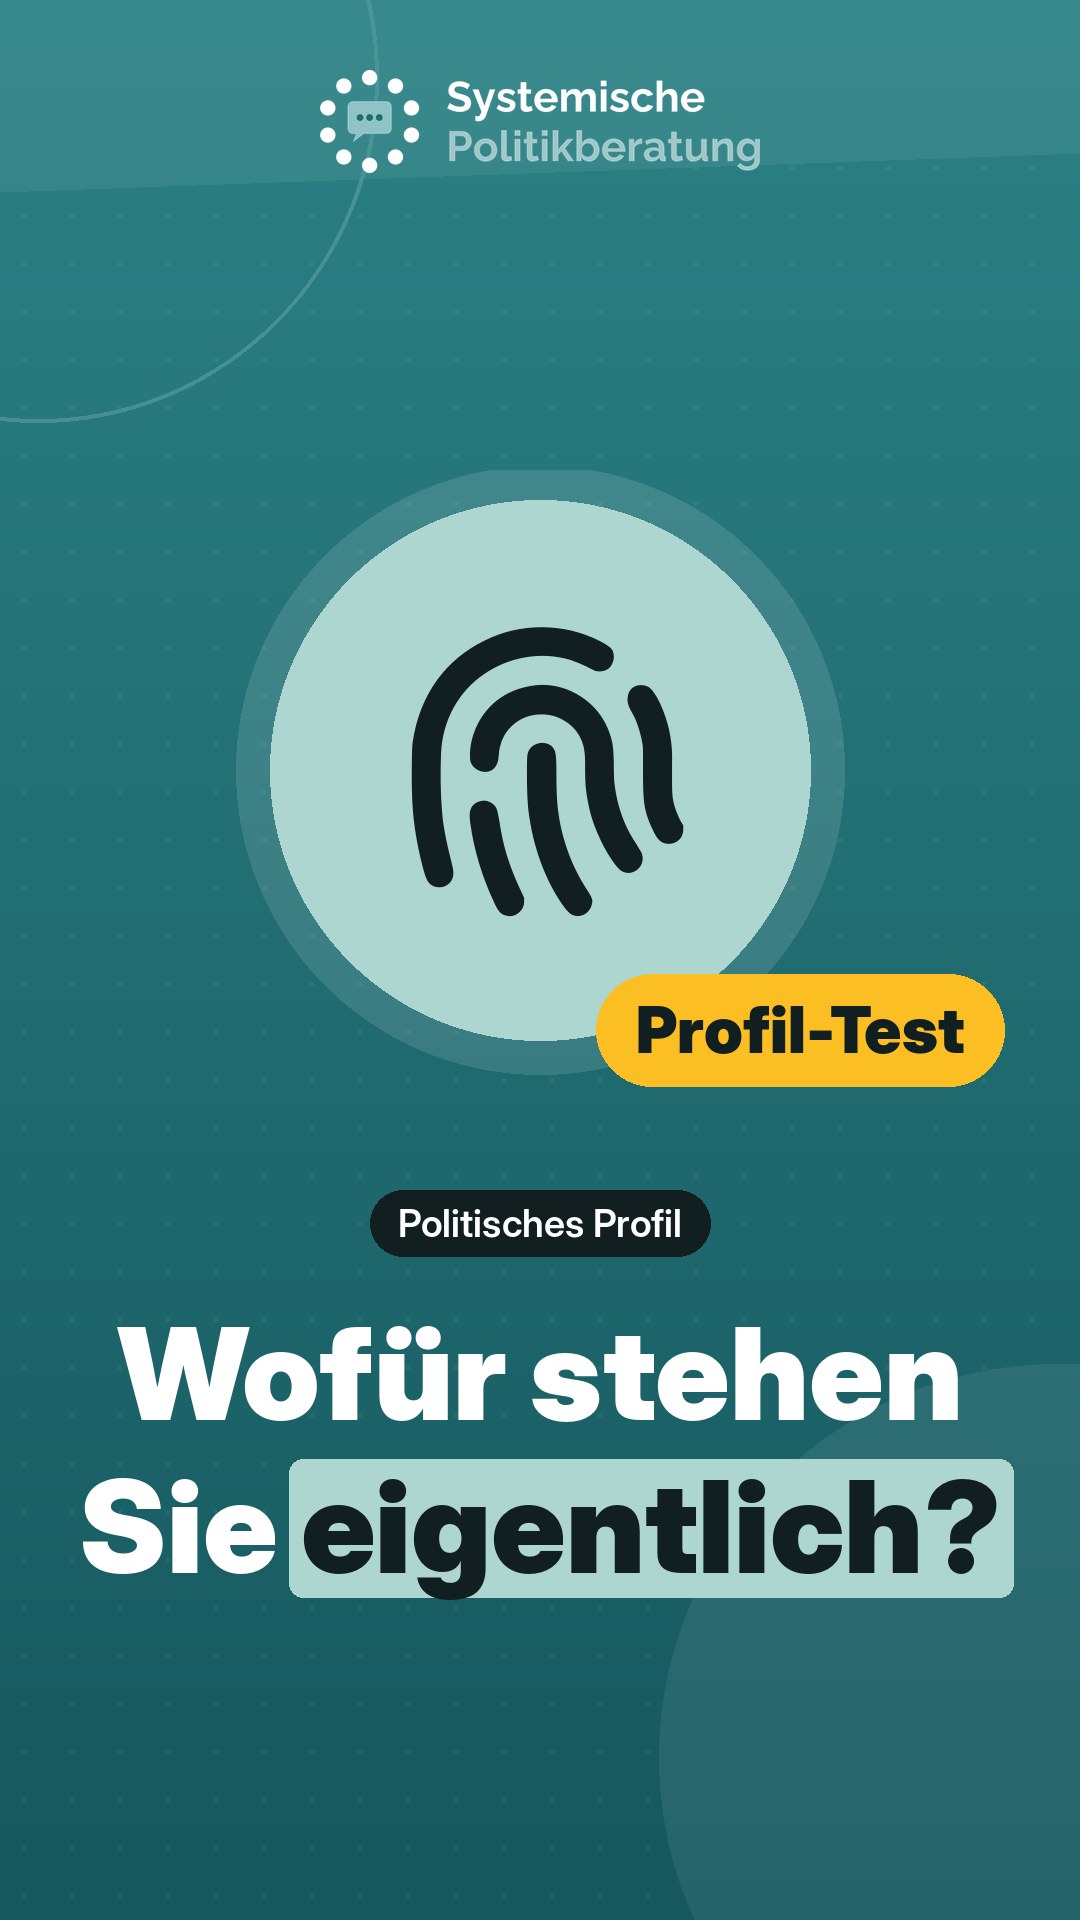 Systemische
Politikberatung
Profil-Test
Politisches Profil
Wofür stehen
Sie eigentlich?